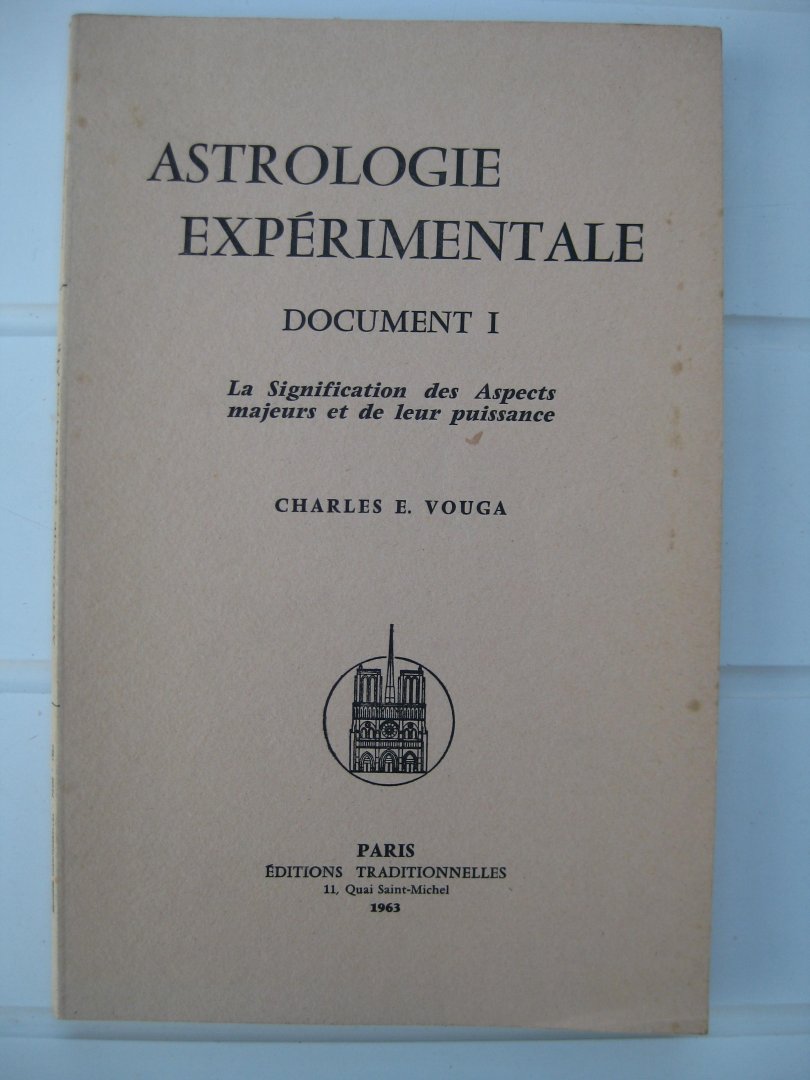 ASTROLOGIE
EXPÉRIMENTALE
DOCUMENT I
La Signification des Aspects
majeurs et de leur puissance
CHARLES E. VOUGA
PARIS
ÉDITIONS TRADITIONNELLES
11, Quai Saint-Michel
1963